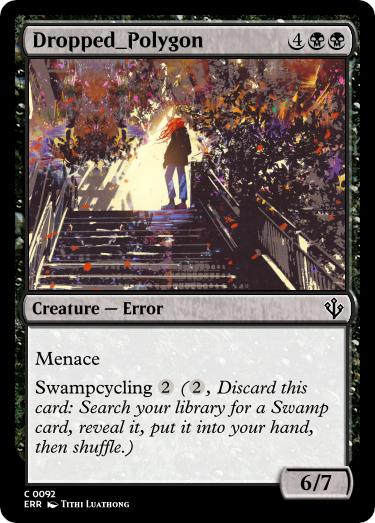 Dropped_Polygon 4
Creature — Error
Menace
Swampcycling 2 (2, Discard this
card: Search your library for a Swamp
card, reveal it, put it into your hand,
then shuffle.)
6/7
C 0092
ERR Tithi Luathong